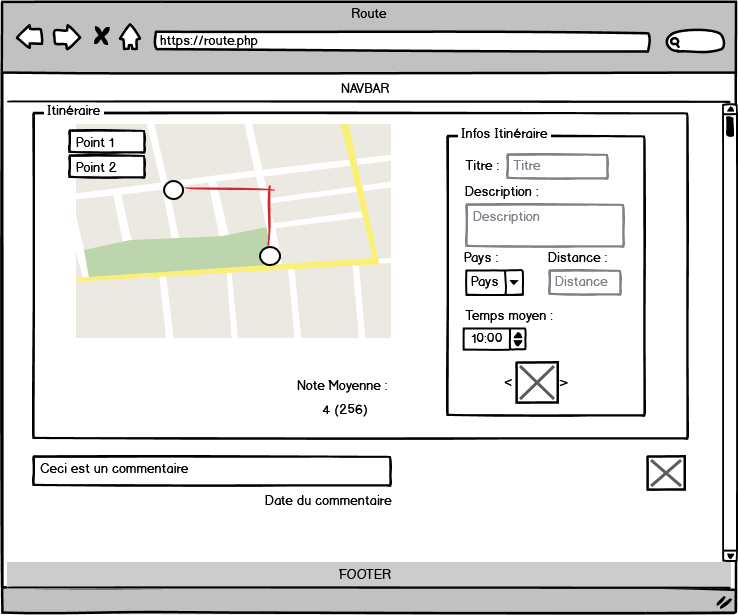 Route
https://route.php
NAVBAR
Itinéraire
Point 1
Point 2
Infos Itinéraire
Titre : Titre
Description :
Description
Pays : Distance :
Pays Distance
Temps moyen :
10:00
< >
Note Moyenne :
4 (256)
Ceci est un commentaire
Date du commentaire
FOOTER